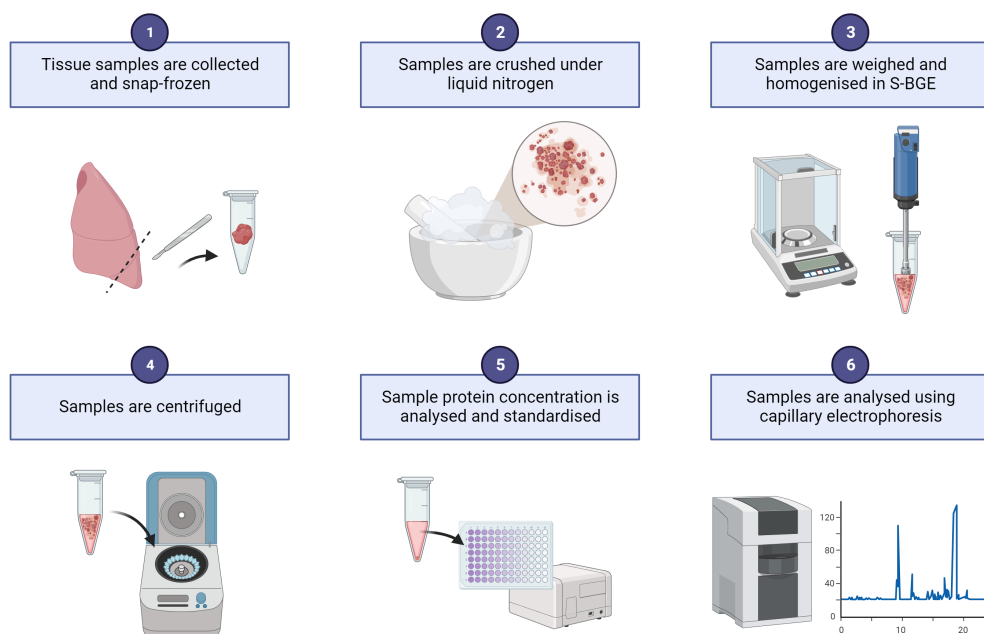 1
Tissue samples are collected
and snap-frozen
2
Samples are crushed under
liquid nitrogen
3
Samples are weighed and
homogenised in S-BGE
4
Samples are centrifuged
5
Sample protein concentration is
analysed and standardised
6
Samples are analysed using
capillary electrophoresis
120
80
40
0
0
10
20